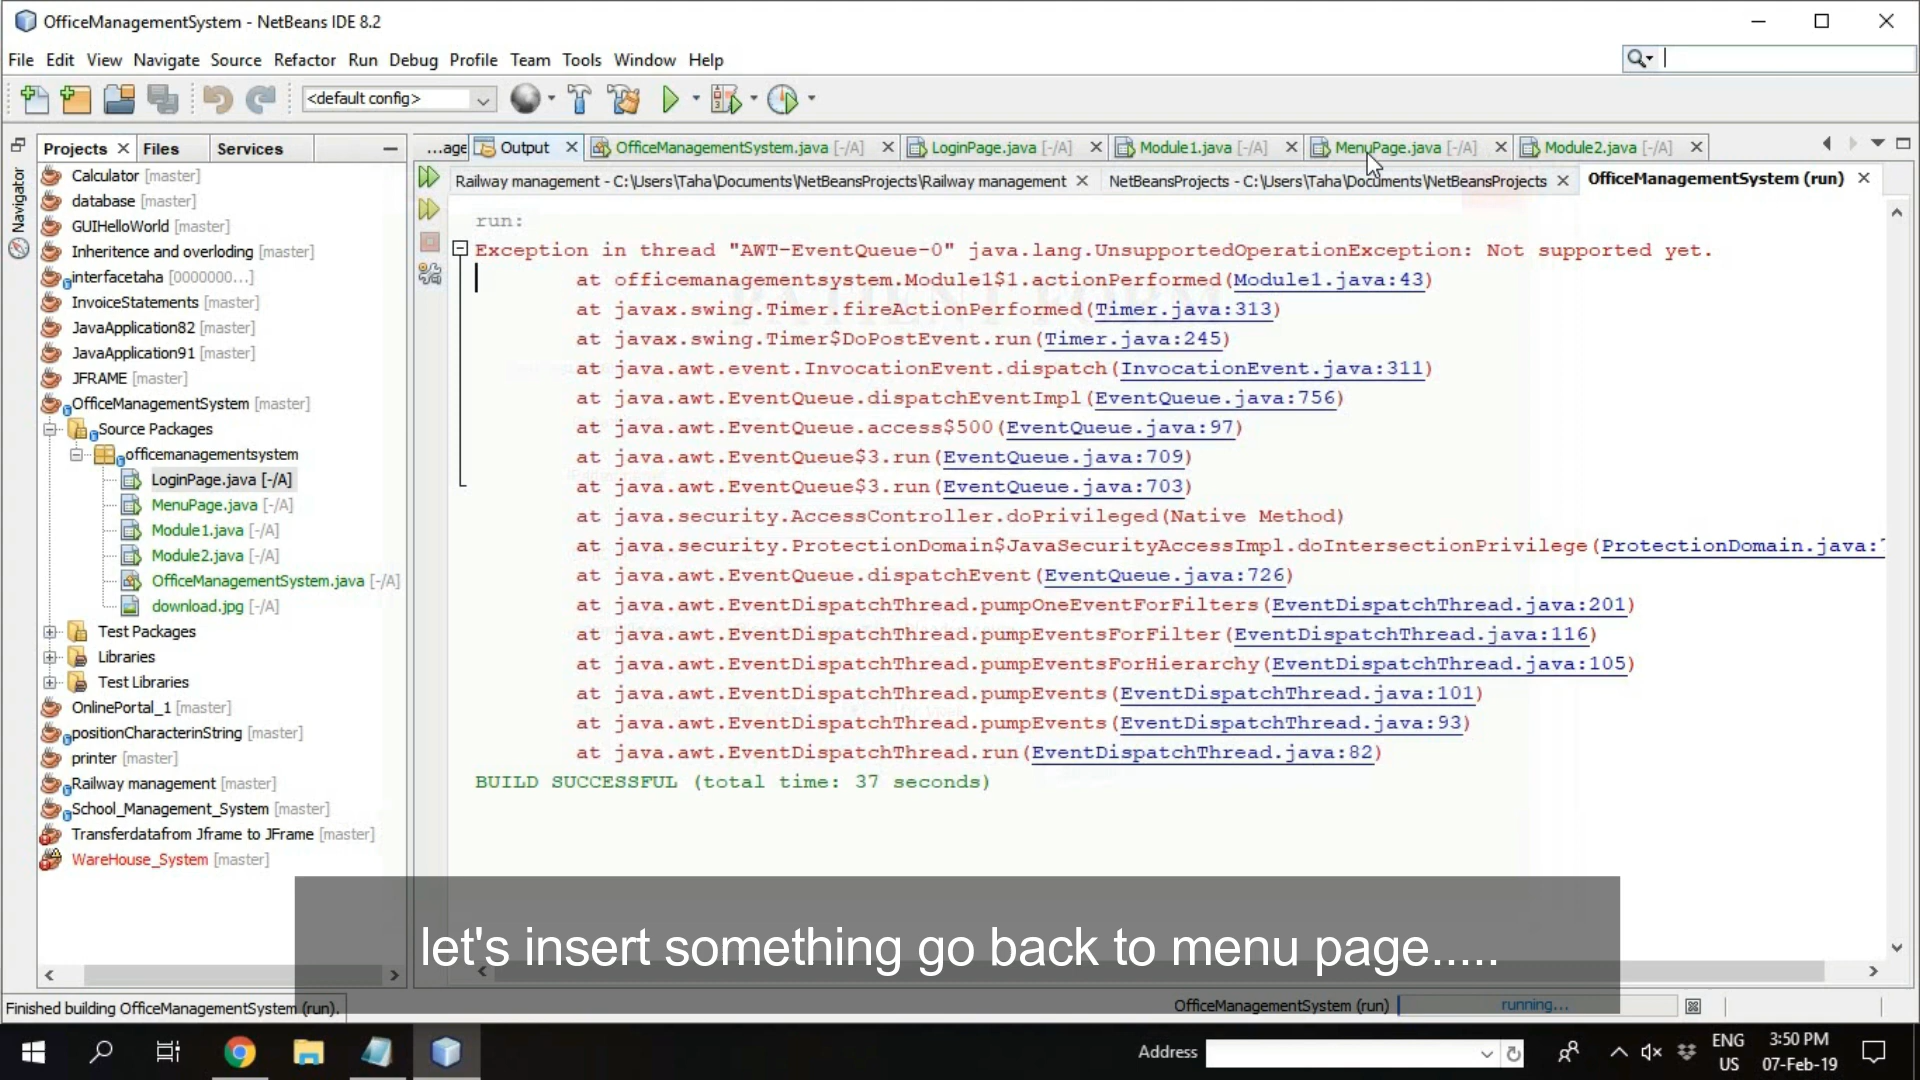 OfficeManagementSystem - NetBeans IDE 8.2
File Edit View Navigate Source Refactor Run Debug Profile Team Tools Window Help
<default config>
Projects Files Services
...age Output OfficeManagementSystem.java [-/A] LoginPage.java [-/A] Module1.java [-/A] MenuPage.java [-/A] Module2.java [-/A]
Railway management - C:\Users\Taha\Documents\NetBeansProjects\Railway management NetBeansProjects - C:\Users\Taha\Documents\NetBeansProjects OfficeManagementSystem (run)
Navigator
Calculator [master]
database [master]
GUIHelloWorld [master]
Inheritence and overloding [master]
interfacetaha [0000000...]
InvoiceStatements [master]
JavaApplication82 [master]
JavaApplication91 [master]
JFRAME [master]
OfficeManagementSystem [master]
Source Packages
officemanagementsystem
LoginPage.java [-/A]
MenuPage.java [-/A]
Module1.java [-/A]
Module2.java [-/A]
OfficeManagementSystem.java [-/A]
download.jpg [-/A]
Test Packages
Libraries
Test Libraries
OnlinePortal_1 [master]
positionCharacterinString [master]
printer [master]
Railway management [master]
School_Management_System [master]
Transferdatafrom Jframe to JFrame [master]
WareHouse_System [master]
run:
Exception in thread "AWT-EventQueue-0" java.lang.UnsupportedOperationException: Not supported yet.
at officemanagementsystem.Module1$1.actionPerformed(Module1.java:43)
at javax.swing.Timer.fireActionPerformed(Timer.java:313)
at javax.swing.Timer$DoPostEvent.run(Timer.java:245)
at java.awt.event.InvocationEvent.dispatch(InvocationEvent.java:311)
at java.awt.EventQueue.dispatchEventImpl(EventQueue.java:756)
at java.awt.EventQueue.access$500(EventQueue.java:97)
at java.awt.EventQueue$3.run(EventQueue.java:709)
at java.awt.EventQueue$3.run(EventQueue.java:703)
at java.security.AccessController.doPrivileged(Native Method)
at java.security.ProtectionDomain$JavaSecurityAccessImpl.doIntersectionPrivilege(ProtectionDomain.java:
at java.awt.EventQueue.dispatchEvent(EventQueue.java:726)
at java.awt.EventDispatchThread.pumpOneEventForFilters(EventDispatchThread.java:201)
at java.awt.EventDispatchThread.pumpEventsForFilter(EventDispatchThread.java:116)
at java.awt.EventDispatchThread.pumpEventsForHierarchy(EventDispatchThread.java:105)
at java.awt.EventDispatchThread.pumpEvents(EventDispatchThread.java:101)
at java.awt.EventDispatchThread.pumpEvents(EventDispatchThread.java:93)
at java.awt.EventDispatchThread.run(EventDispatchThread.java:82)
BUILD SUCCESSFUL (total time: 37 seconds)
PATIENT FORM
let's insert something go back to menu page.....
Finished building OfficeManagementSystem (run).
OfficeManagementSystem (run) running...
Address
ENG
US
3:50 PM
07-Feb-19